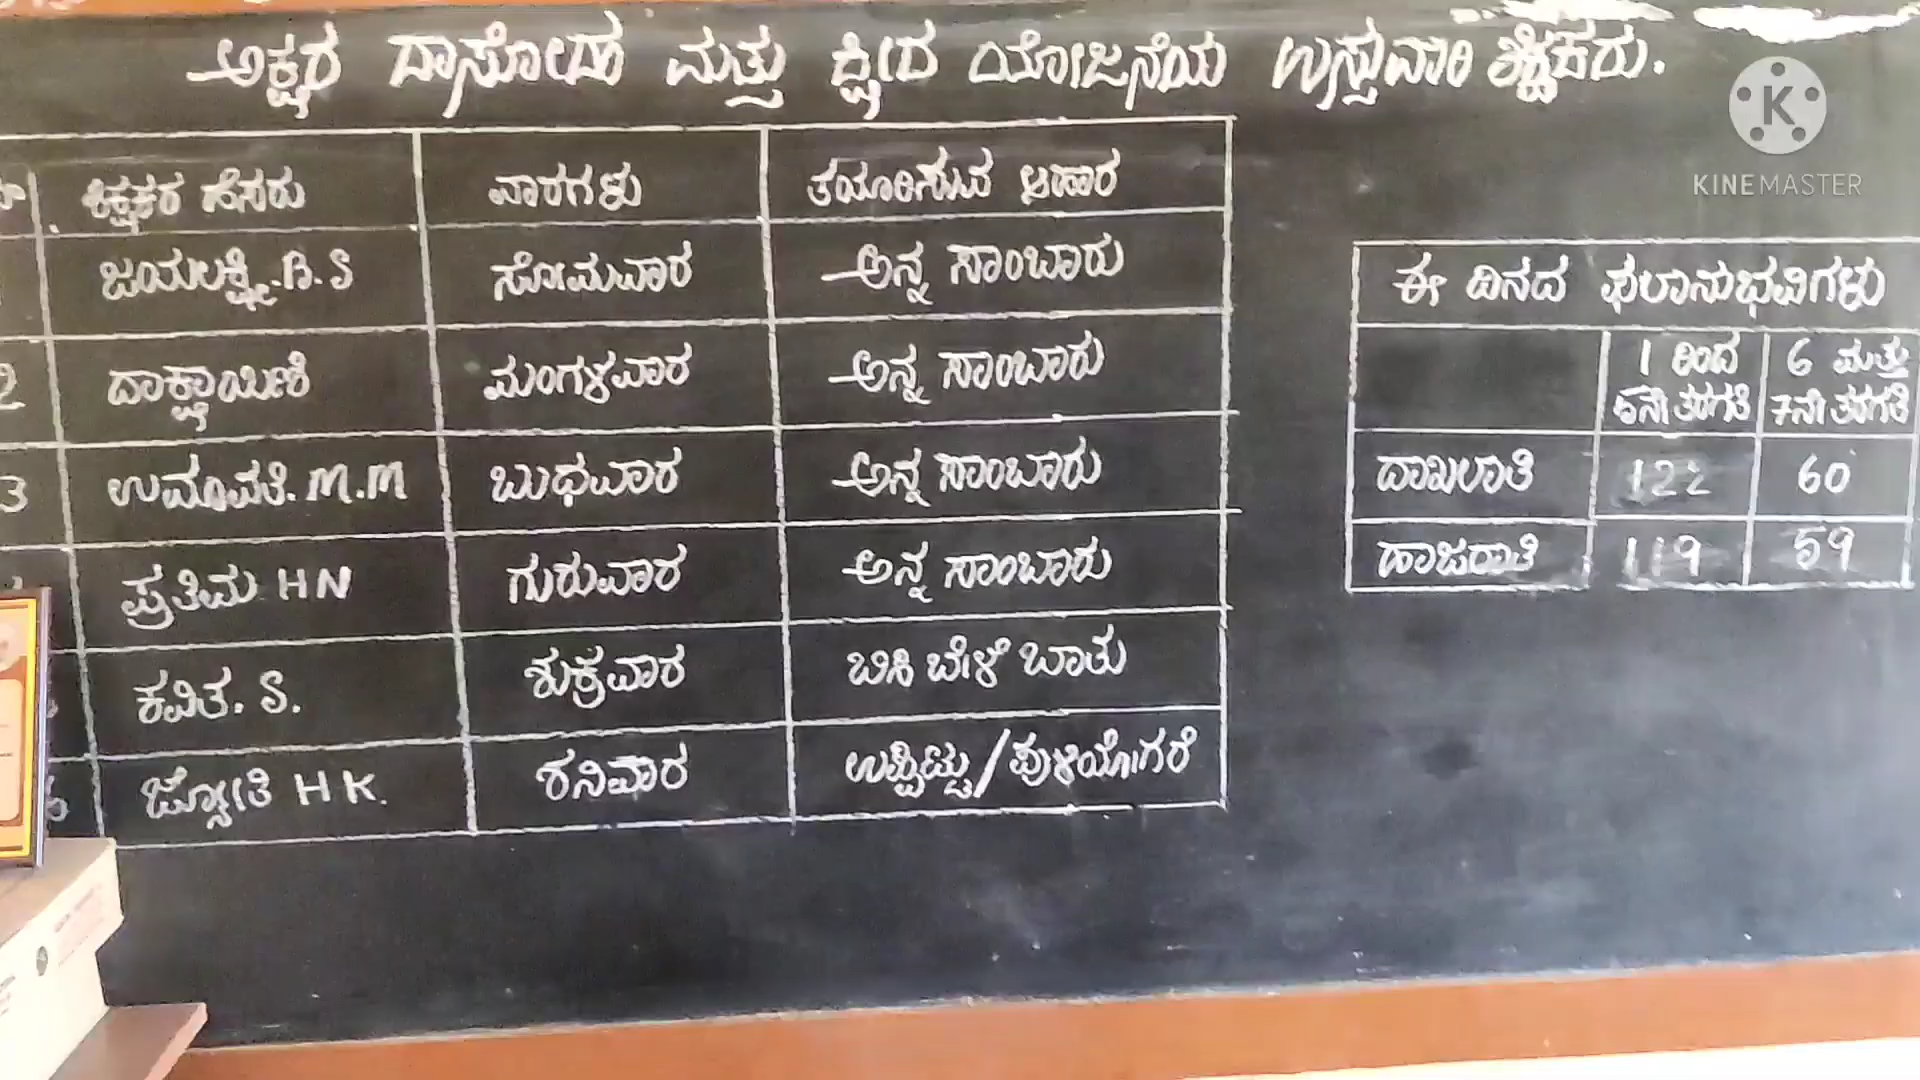 ಅಕ್ಷರ ದಾಸೋಹ ಮತ್ತು ಕ್ಷೀರ ಯೋಜನೆಯ ಉಸ್ತುವಾರಿ ಶಿಕ್ಷಕರು.
ಶಿಕ್ಷಕರ ಹೆಸರು ವಾರಗಳು ತಯಾರಿಸುವ ಆಹಾರ
ಜಯಲಕ್ಷ್ಮಿ.B.S ಸೋಮವಾರ ಅನ್ನ ಸಾಂಬಾರು
2 ದಾಕ್ಷಾಯಿಣಿ ಮಂಗಳವಾರ ಅನ್ನ ಸಾಂಬಾರು
3 ಉಮಾಪತಿ. M.M ಬುಧವಾರ ಅನ್ನ ಸಾಂಬಾರು
ಪ್ರತಿಮ HN ಗುರುವಾರ ಅನ್ನ ಸಾಂಬಾರು
ಕವಿತ. S. ಶುಕ್ರವಾರ ಬಿಸಿ ಬೇಳೆ ಬಾತು
6 ಜ್ಯೋತಿ H K. ಶನಿವಾರ ಉಪ್ಪಿಟ್ಟು/ಪುಳಿಯೋಗರೆ
K
KINEMASTER
ಈ ದಿನದ ಫಲಾನುಭವಿಗಳು
1 ರಿಂದ 6 ಮತ್ತು
5ನೇ ತರಗತಿ 7ನೇ ತರಗತಿ
ದಾಖಲಾತಿ 122 60
ಹಾಜರಾತಿ 119 59